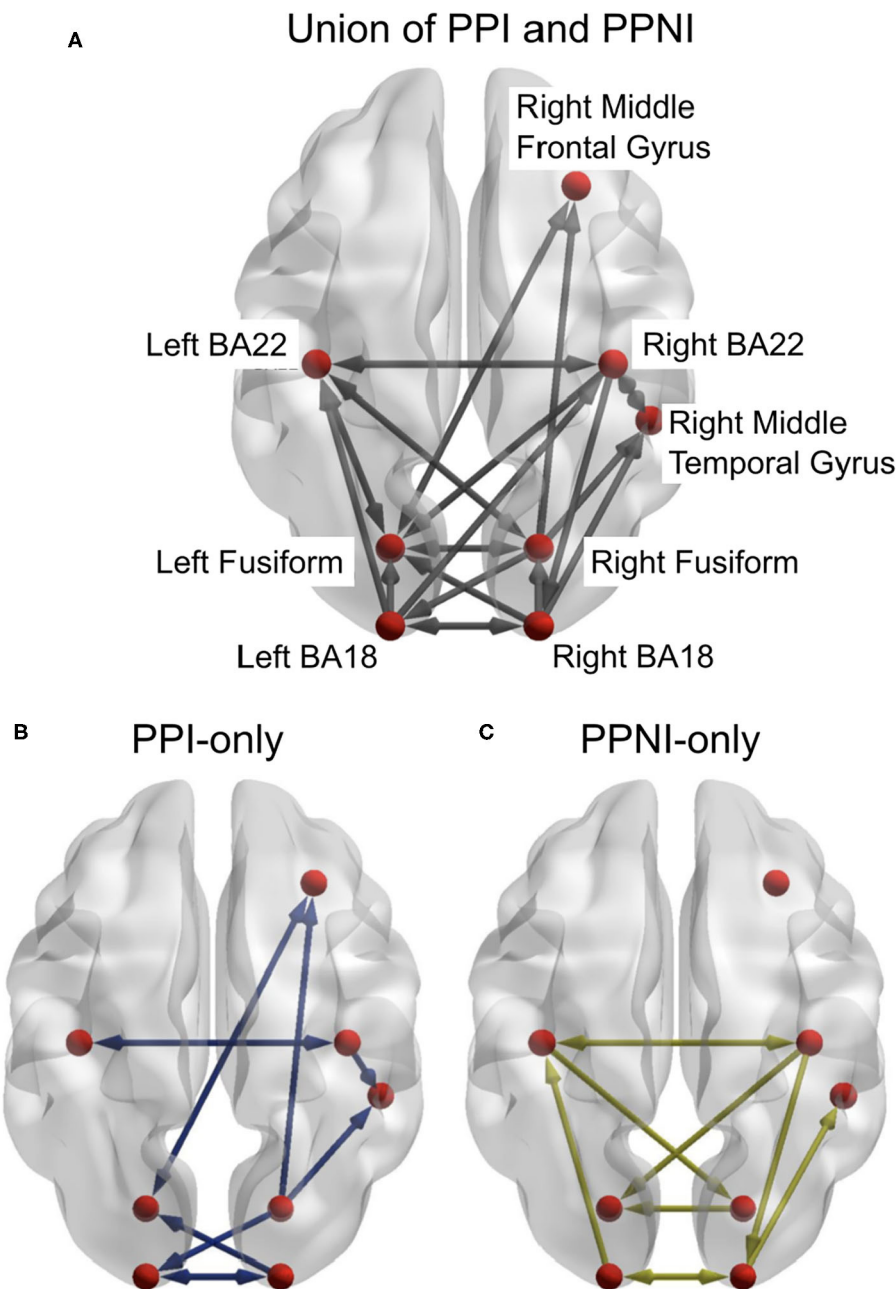 A
Union of PPI and PPNI
Right Middle
Frontal Gyrus
Left BA22
Right BA22
Right Middle
Temporal Gyrus
Left Fusiform
Right Fusiform
Left BA18
Right BA18
B
PPI-only
C
PPNI-only